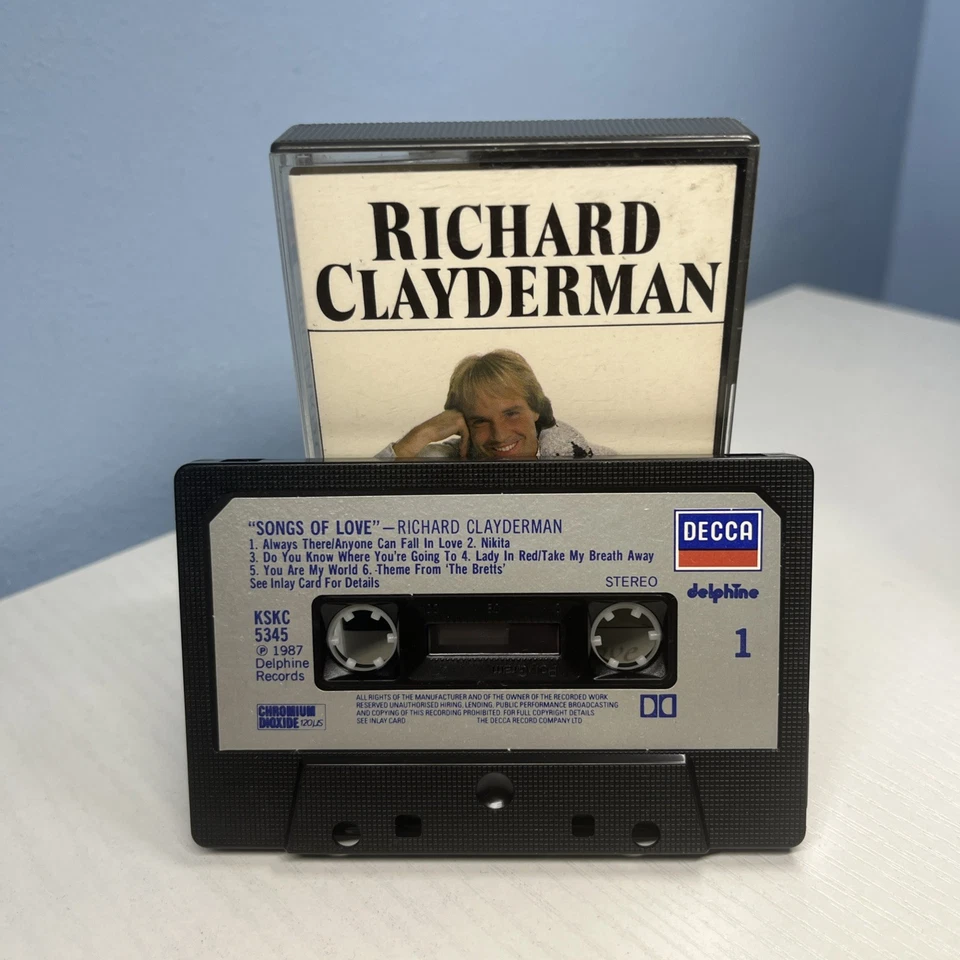 RICHARD
CLAYDERMAN
"SONGS OF LOVE"—RICHARD CLAYDERMAN
1. Always There/Anyone Can Fall In Love 2. Nikita
3. Do You Know Where You're Going To 4. Lady In Red/Take My Breath Away
5. You Are My World 6. Theme From 'The Bretts'
See Inlay Card For Details
STEREO
DECCA
delphine
KSKC
5345
℗ 1987
Delphine
Records
1
CHROMIUM
DIOXIDE 120µS
ALL RIGHTS OF THE MANUFACTURER AND OF THE OWNER OF THE RECORDED WORK
RESERVED UNAUTHORISED HIRING, LENDING, PUBLIC PERFORMANCE BROADCASTING
AND COPYING OF THIS RECORDING PROHIBITED. FOR FULL COPYRIGHT DETAILS
SEE INLAY CARD THE DECCA RECORD COMPANY LTD